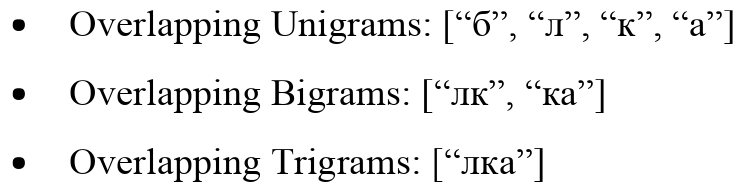 • Overlapping Unigrams: [“б”, “л”, “к”, “а”]
• Overlapping Bigrams: [“лк”, “ка”]
• Overlapping Trigrams: [“лка”]